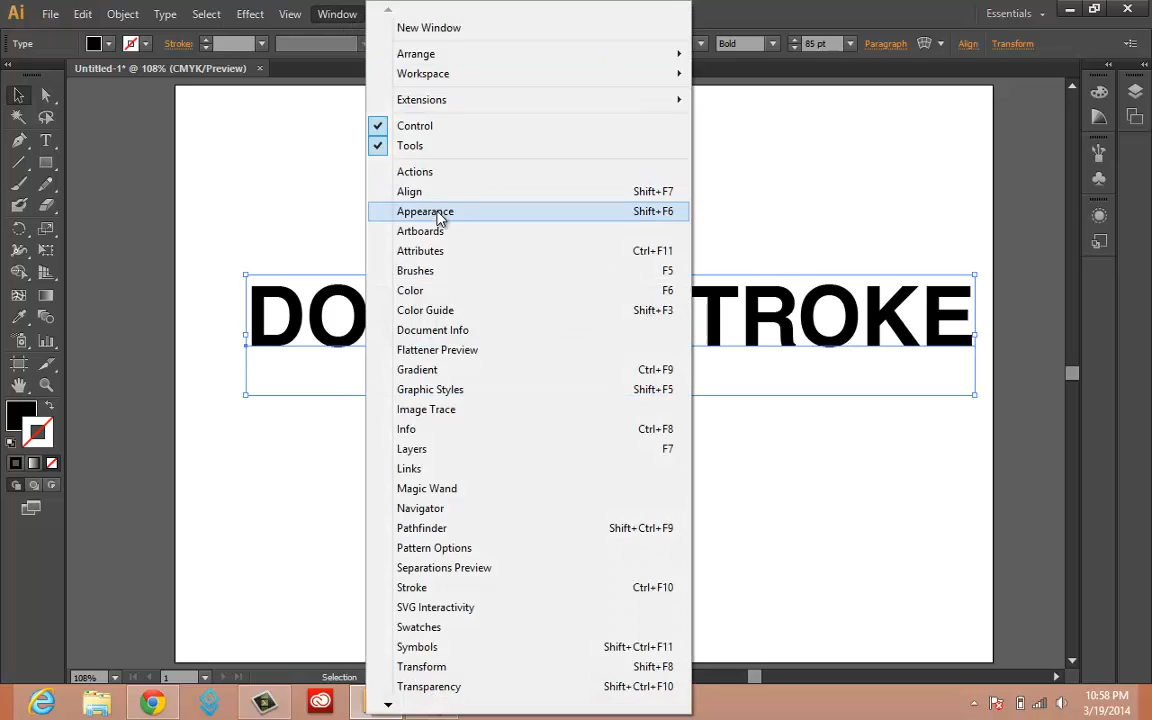 Ai File Edit Object Type Select Effect View Window Essentials
Type Stroke: Bold 85 pt Paragraph Align Transform
Untitled-1* @ 108% (CMYK/Preview) ×
New Window
Arrange
Workspace
Extensions
Control
Tools
Actions
Align Shift+F7
Appearance Shift+F6
Artboards
Attributes Ctrl+F11
Brushes F5
Color F6
Color Guide Shift+F3
Document Info
Flattener Preview
Gradient Ctrl+F9
Graphic Styles Shift+F5
Image Trace
Info Ctrl+F8
Layers F7
Links
Magic Wand
Navigator
Pathfinder Shift+Ctrl+F9
Pattern Options
Separations Preview
Stroke Ctrl+F10
SVG Interactivity
Swatches
Symbols Shift+Ctrl+F11
Transform Shift+F8
Transparency Shift+Ctrl+F10
DO TROKE
108% 1 Selection
10:58 PM
3/19/2014